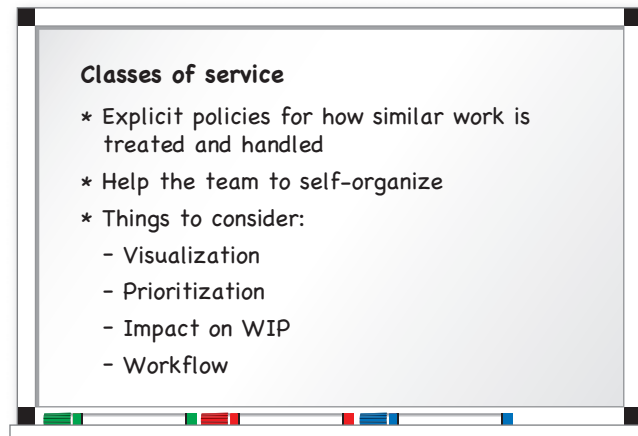 Classes of service
* Explicit policies for how similar work is
treated and handled
* Help the team to self-organize
* Things to consider:
- Visualization
- Prioritization
- Impact on WIP
- Workflow